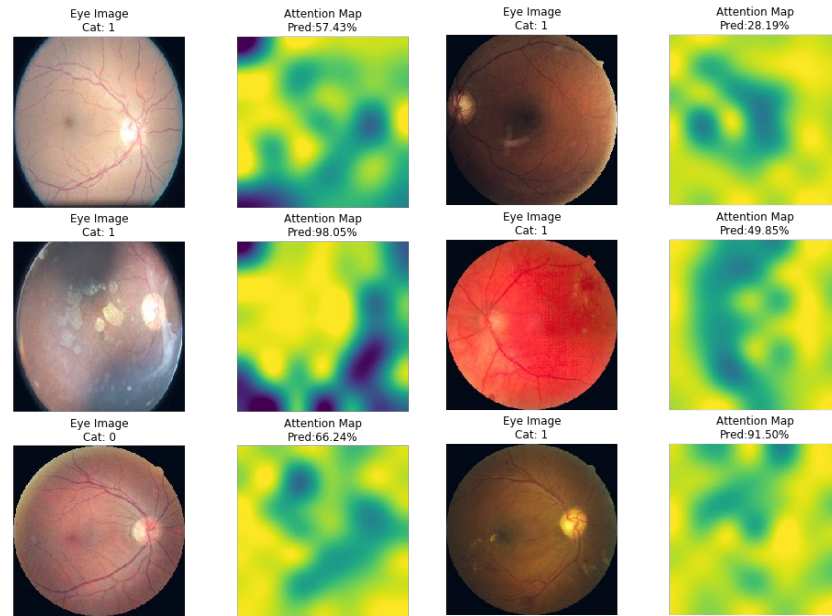 Eye Image
Cat: 1
Attention Map
Pred:57.43%
Eye Image
Cat: 1
Attention Map
Pred:28.19%
Eye Image
Cat: 1
Attention Map
Pred:98.05%
Eye Image
Cat: 1
Attention Map
Pred:49.85%
Eye Image
Cat: 0
Attention Map
Pred:66.24%
Eye Image
Cat: 1
Attention Map
Pred:91.50%